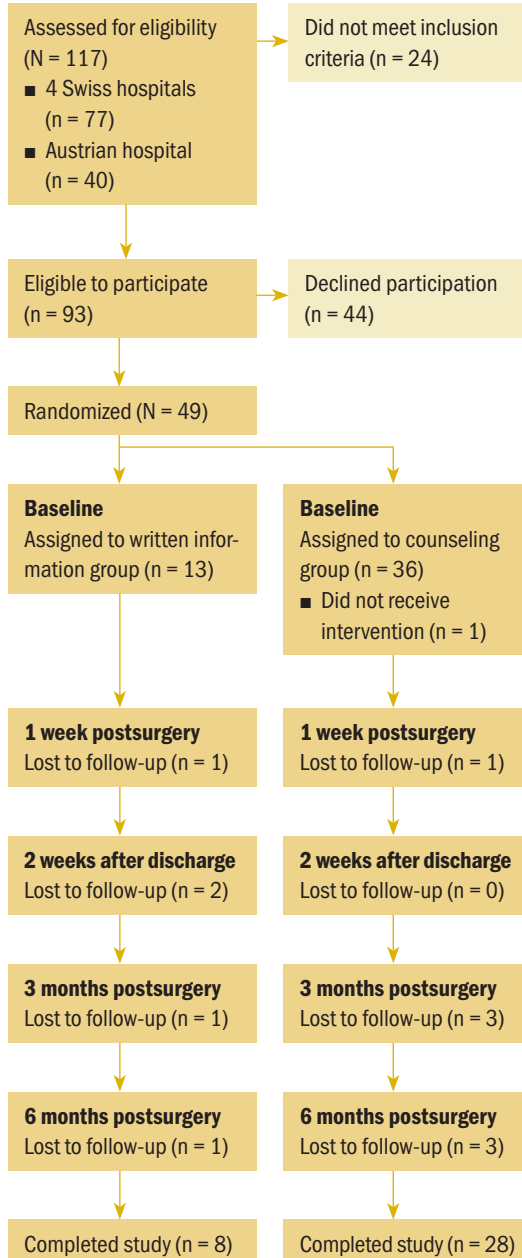 Assessed for eligibility
(N = 117)
■ 4 Swiss hospitals
(n = 77)
■ Austrian hospital
(n = 40)
Did not meet inclusion
criteria (n = 24)
Eligible to participate
(n = 93)
Declined participation
(n = 44)
Randomized (N = 49)
Baseline
Assigned to written infor-
mation group (n = 13)
Baseline
Assigned to counseling
group (n = 36)
■ Did not receive
intervention (n = 1)
1 week postsurgery
Lost to follow-up (n = 1)
1 week postsurgery
Lost to follow-up (n = 1)
2 weeks after discharge
Lost to follow-up (n = 2)
2 weeks after discharge
Lost to follow-up (n = 0)
3 months postsurgery
Lost to follow-up (n = 1)
3 months postsurgery
Lost to follow-up (n = 3)
6 months postsurgery
Lost to follow-up (n = 1)
6 months postsurgery
Lost to follow-up (n = 3)
Completed study (n = 8)
Completed study (n = 28)